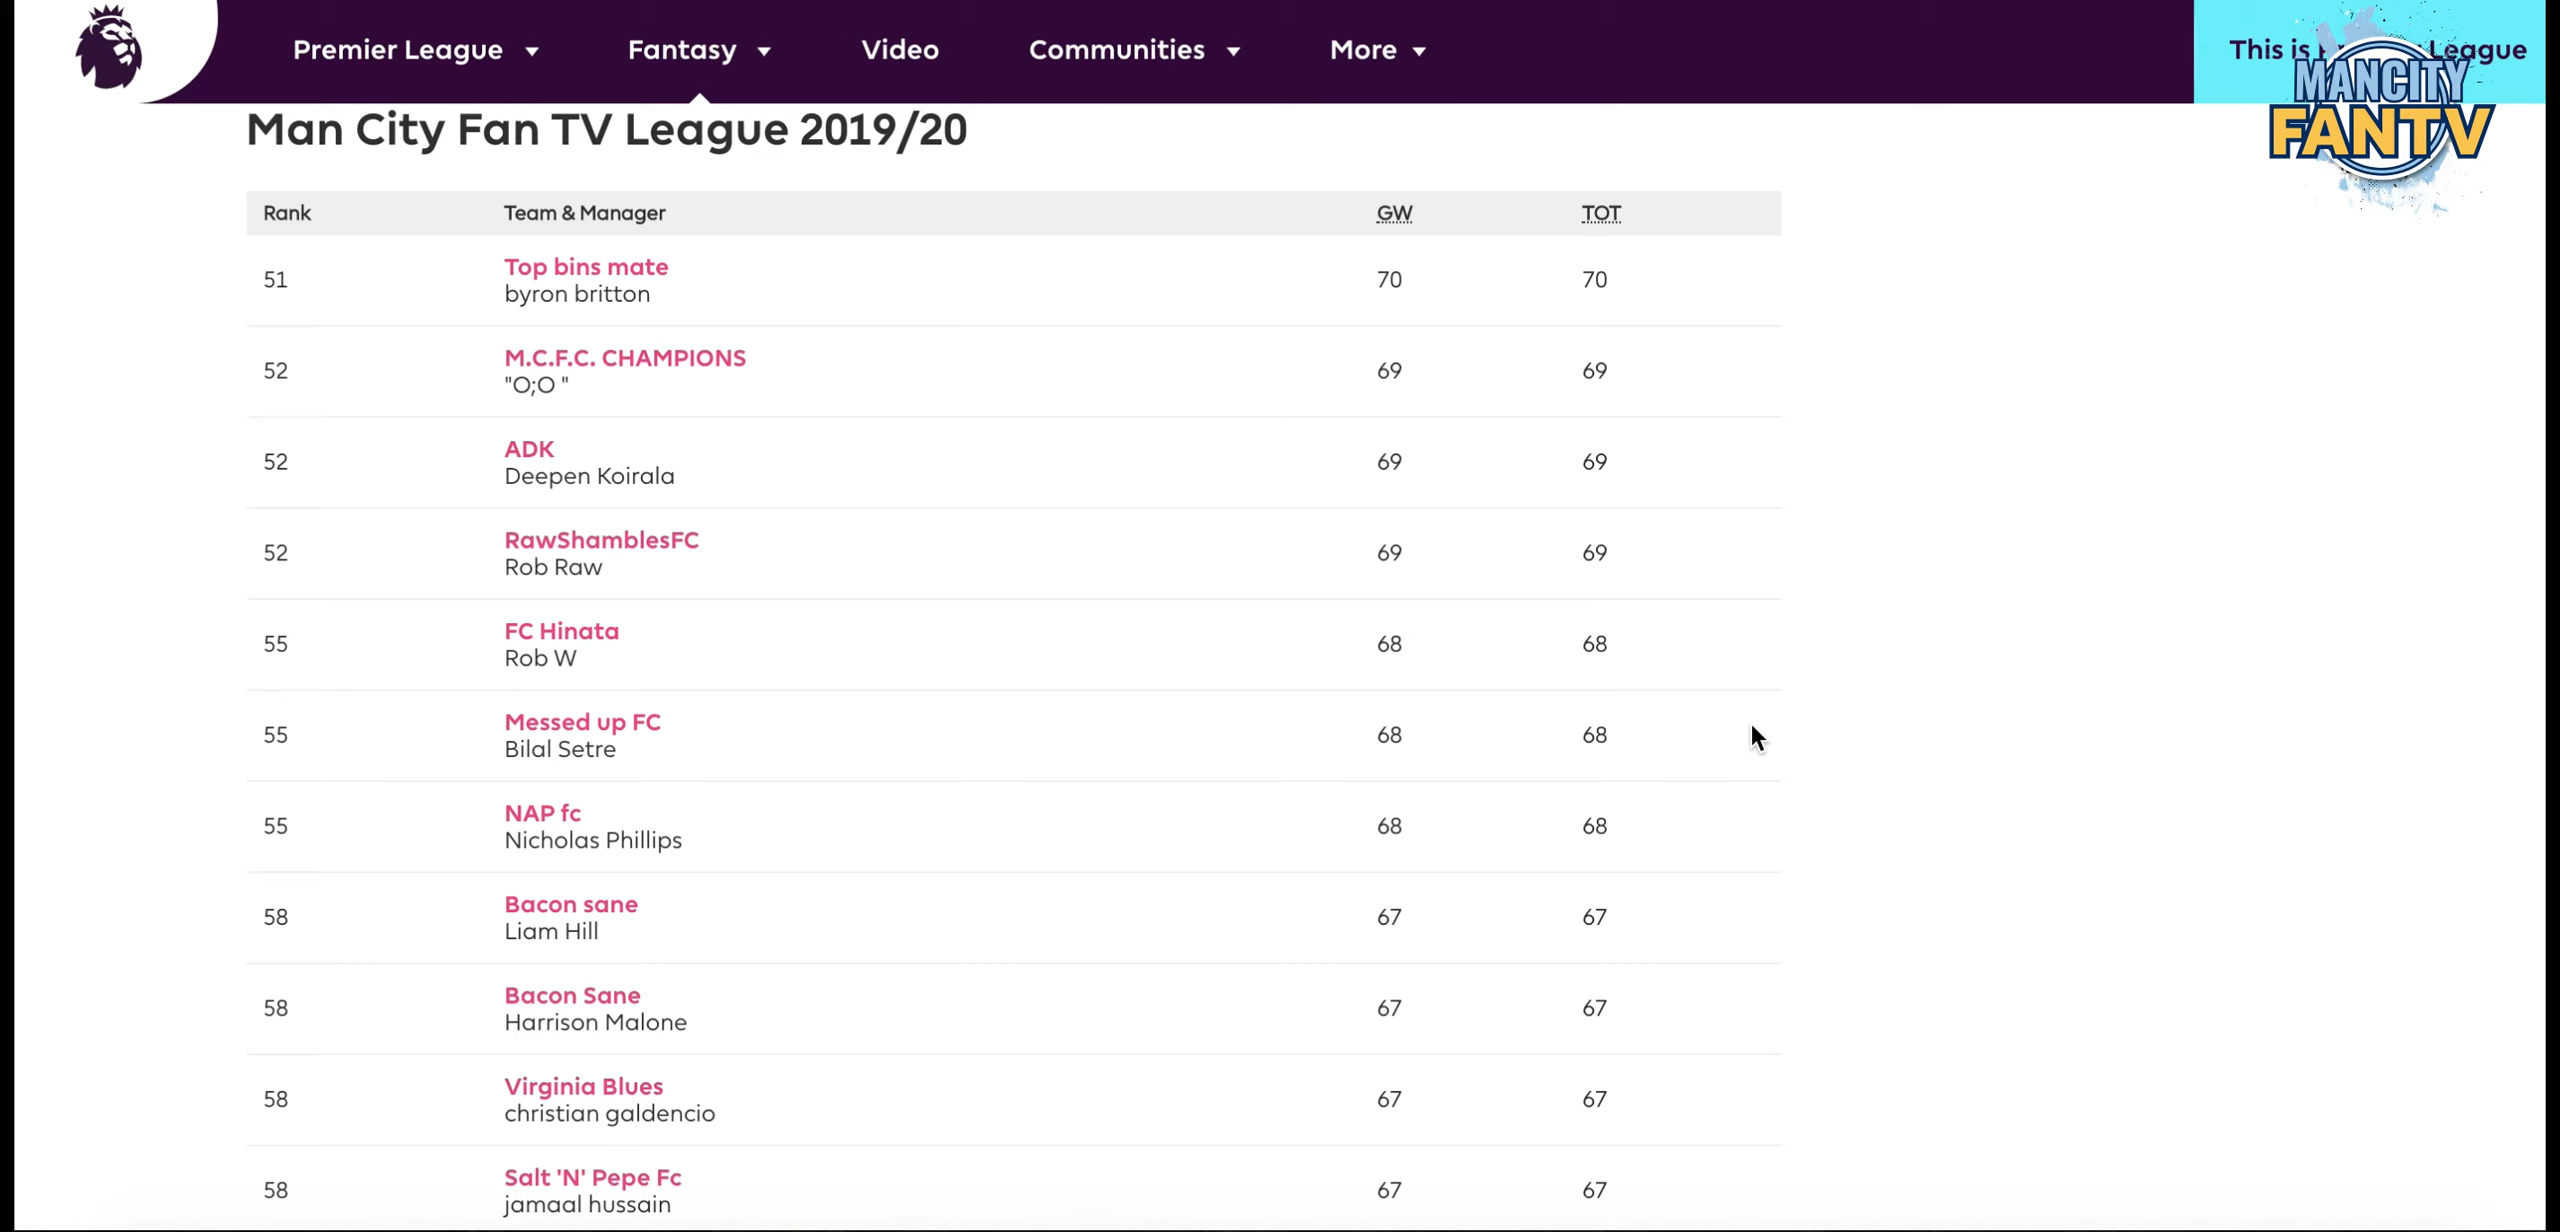 Premier League
Fantasy
Video
Communities
More
This is League
MANCITY
FANTV
Man City Fan TV League 2019/20
Rank Team & Manager GW TOT
51 Top bins mate 70 70
byron britton
52 M.C.F.C. CHAMPIONS 69 69
"O;O "
52 ADK 69 69
Deepen Koirala
52 RawShamblesFC 69 69
Rob Raw
55 FC Hinata 68 68
Rob W
55 Messed up FC 68 68
Bilal Setre
55 NAP fc 68 68
Nicholas Phillips
58 Bacon sane 67 67
Liam Hill
58 Bacon Sane 67 67
Harrison Malone
58 Virginia Blues 67 67
christian galdencio
58 Salt 'N' Pepe Fc 67 67
jamaal hussain